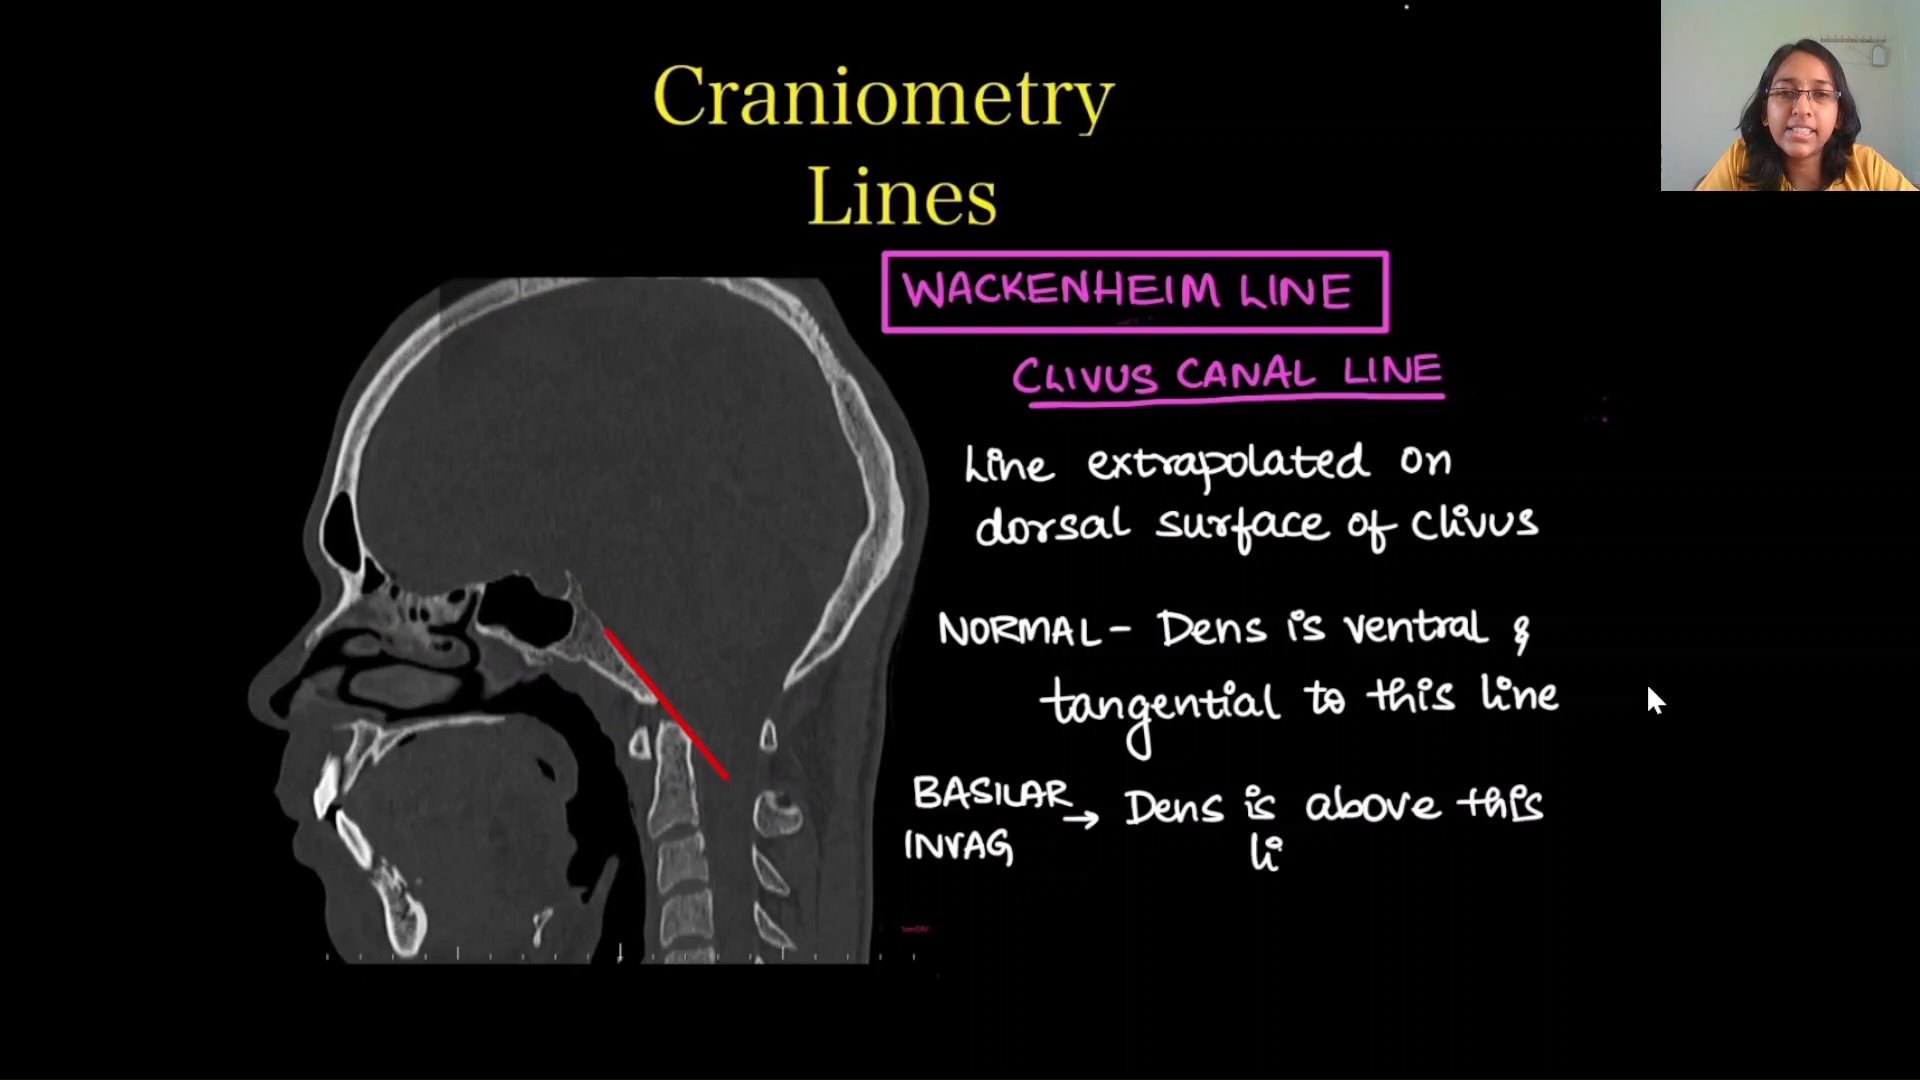 Craniometry
Lines
WACKENHEIM LINE
CLIVUS CANAL LINE
Line extrapolated on
dorsal surface of clivus
NORMAL - Dens is ventral &
tangential to this line
BASILAR → Dens is above this
INVAG li